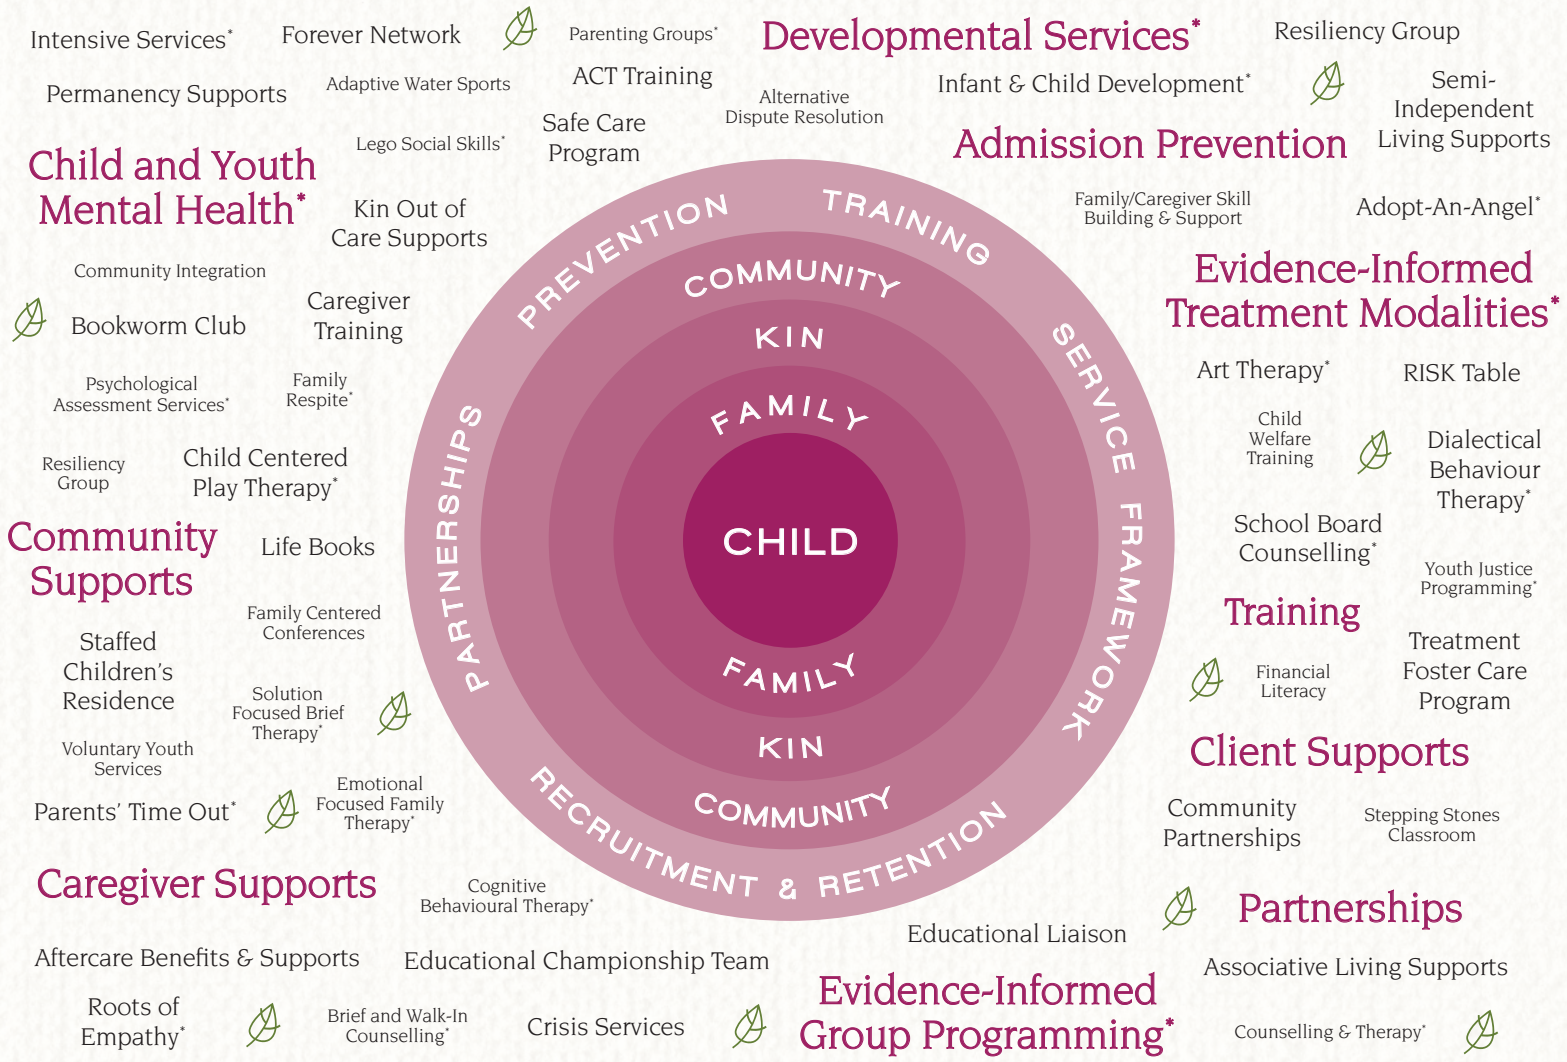 Intensive Services*
Forever Network
Parenting Groups*
Developmental Services*
Resiliency Group
Permanency Supports
Adaptive Water Sports
ACT Training
Alternative
Dispute Resolution
Infant & Child Development*
Semi-
Independent
Living Supports
Lego Social Skills*
Safe Care
Program
Admission Prevention
Child and Youth
Mental Health*
Kin Out of
Care Supports
Family/Caregiver Skill
Building & Support
Adopt-An-Angel*
Community Integration
Evidence-Informed
Treatment Modalities*
Bookworm Club
Caregiver
Training
Psychological
Assessment Services*
Family
Respite*
Art Therapy*
RISK Table
Child
Welfare
Training
Dialectical
Behaviour
Therapy*
Resiliency
Group
Child Centered
Play Therapy*
School Board
Counselling*
Community
Supports
Life Books
Youth Justice
Programming*
Training
Family Centered
Conferences
Staffed
Children's
Residence
Treatment
Foster Care
Program
Financial
Literacy
Solution
Focused Brief
Therapy*
Voluntary Youth
Services
Client Supports
Parents' Time Out*
Emotional
Focused Family
Therapy*
Community
Partnerships
Stepping Stones
Classroom
Caregiver Supports
Cognitive
Behavioural Therapy*
Partnerships
Educational Liaison
Aftercare Benefits & Supports
Educational Championship Team
Associative Living Supports
Evidence-Informed
Group Programming*
Roots of
Empathy*
Brief and Walk-In
Counselling*
Crisis Services
Counselling & Therapy*
PREVENTION
TRAINING
SERVICE FRAMEWORK
RECRUITMENT & RETENTION
PARTNERSHIPS
COMMUNITY
KIN
FAMILY
CHILD
FAMILY
KIN
COMMUNITY